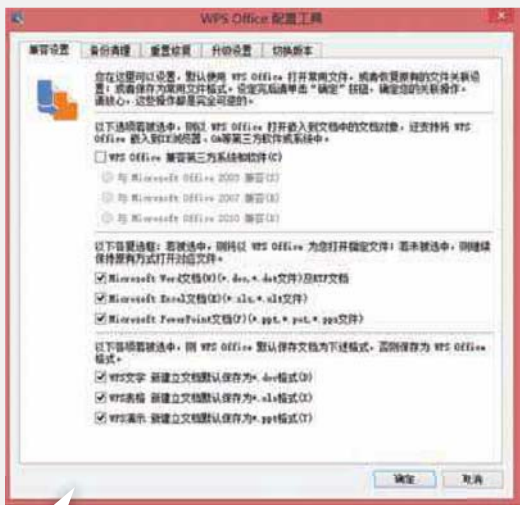 WPS Office 配置工具
兼容设置 备份清理 重置修复 升级设置 切换版本
您在这里可以设置，默认使用 WPS Office 打开常用文件，或者恢复原有的文件关联设
置；或者保存为常用文件格式。设定完后请单击“确定”按钮，确定您的关联操作。
请放心，这些操作都是完全可逆的。
以下选项若被选中，则以 WPS Office 打开嵌入到文档中的文档对象，还支持将 WPS
Office 嵌入到IE浏览器、OA等第三方软件或系统中。
WPS Office 兼容第三方系统和软件(C)
与 Microsoft Office 2003 兼容
与 Microsoft Office 2007 兼容
与 Microsoft Office 2010 兼容
以下各复选框：若被选中，则将以 WPS Office 为您打开指定文件；若未被选中，则继续
保持原有方式打开对应文件。
Microsoft Word文档(W)(*.doc,*.dot文件)及RTF文档
Microsoft Excel文档(E)(*.xls,*.xlt文件)
Microsoft PowerPoint文档(P)(*.ppt,*.pot,*.pps文件)
以下各项若被选中，则 WPS Office 默认保存文档为下述格式，否则保存为 WPS Office
格式。
WPS文字 新建立文档默认保存为*.doc格式(D)
WPS表格 新建立文档默认保存为*.xls格式(X)
WPS演示 新建立文档默认保存为*.ppt格式(T)
确定 取消